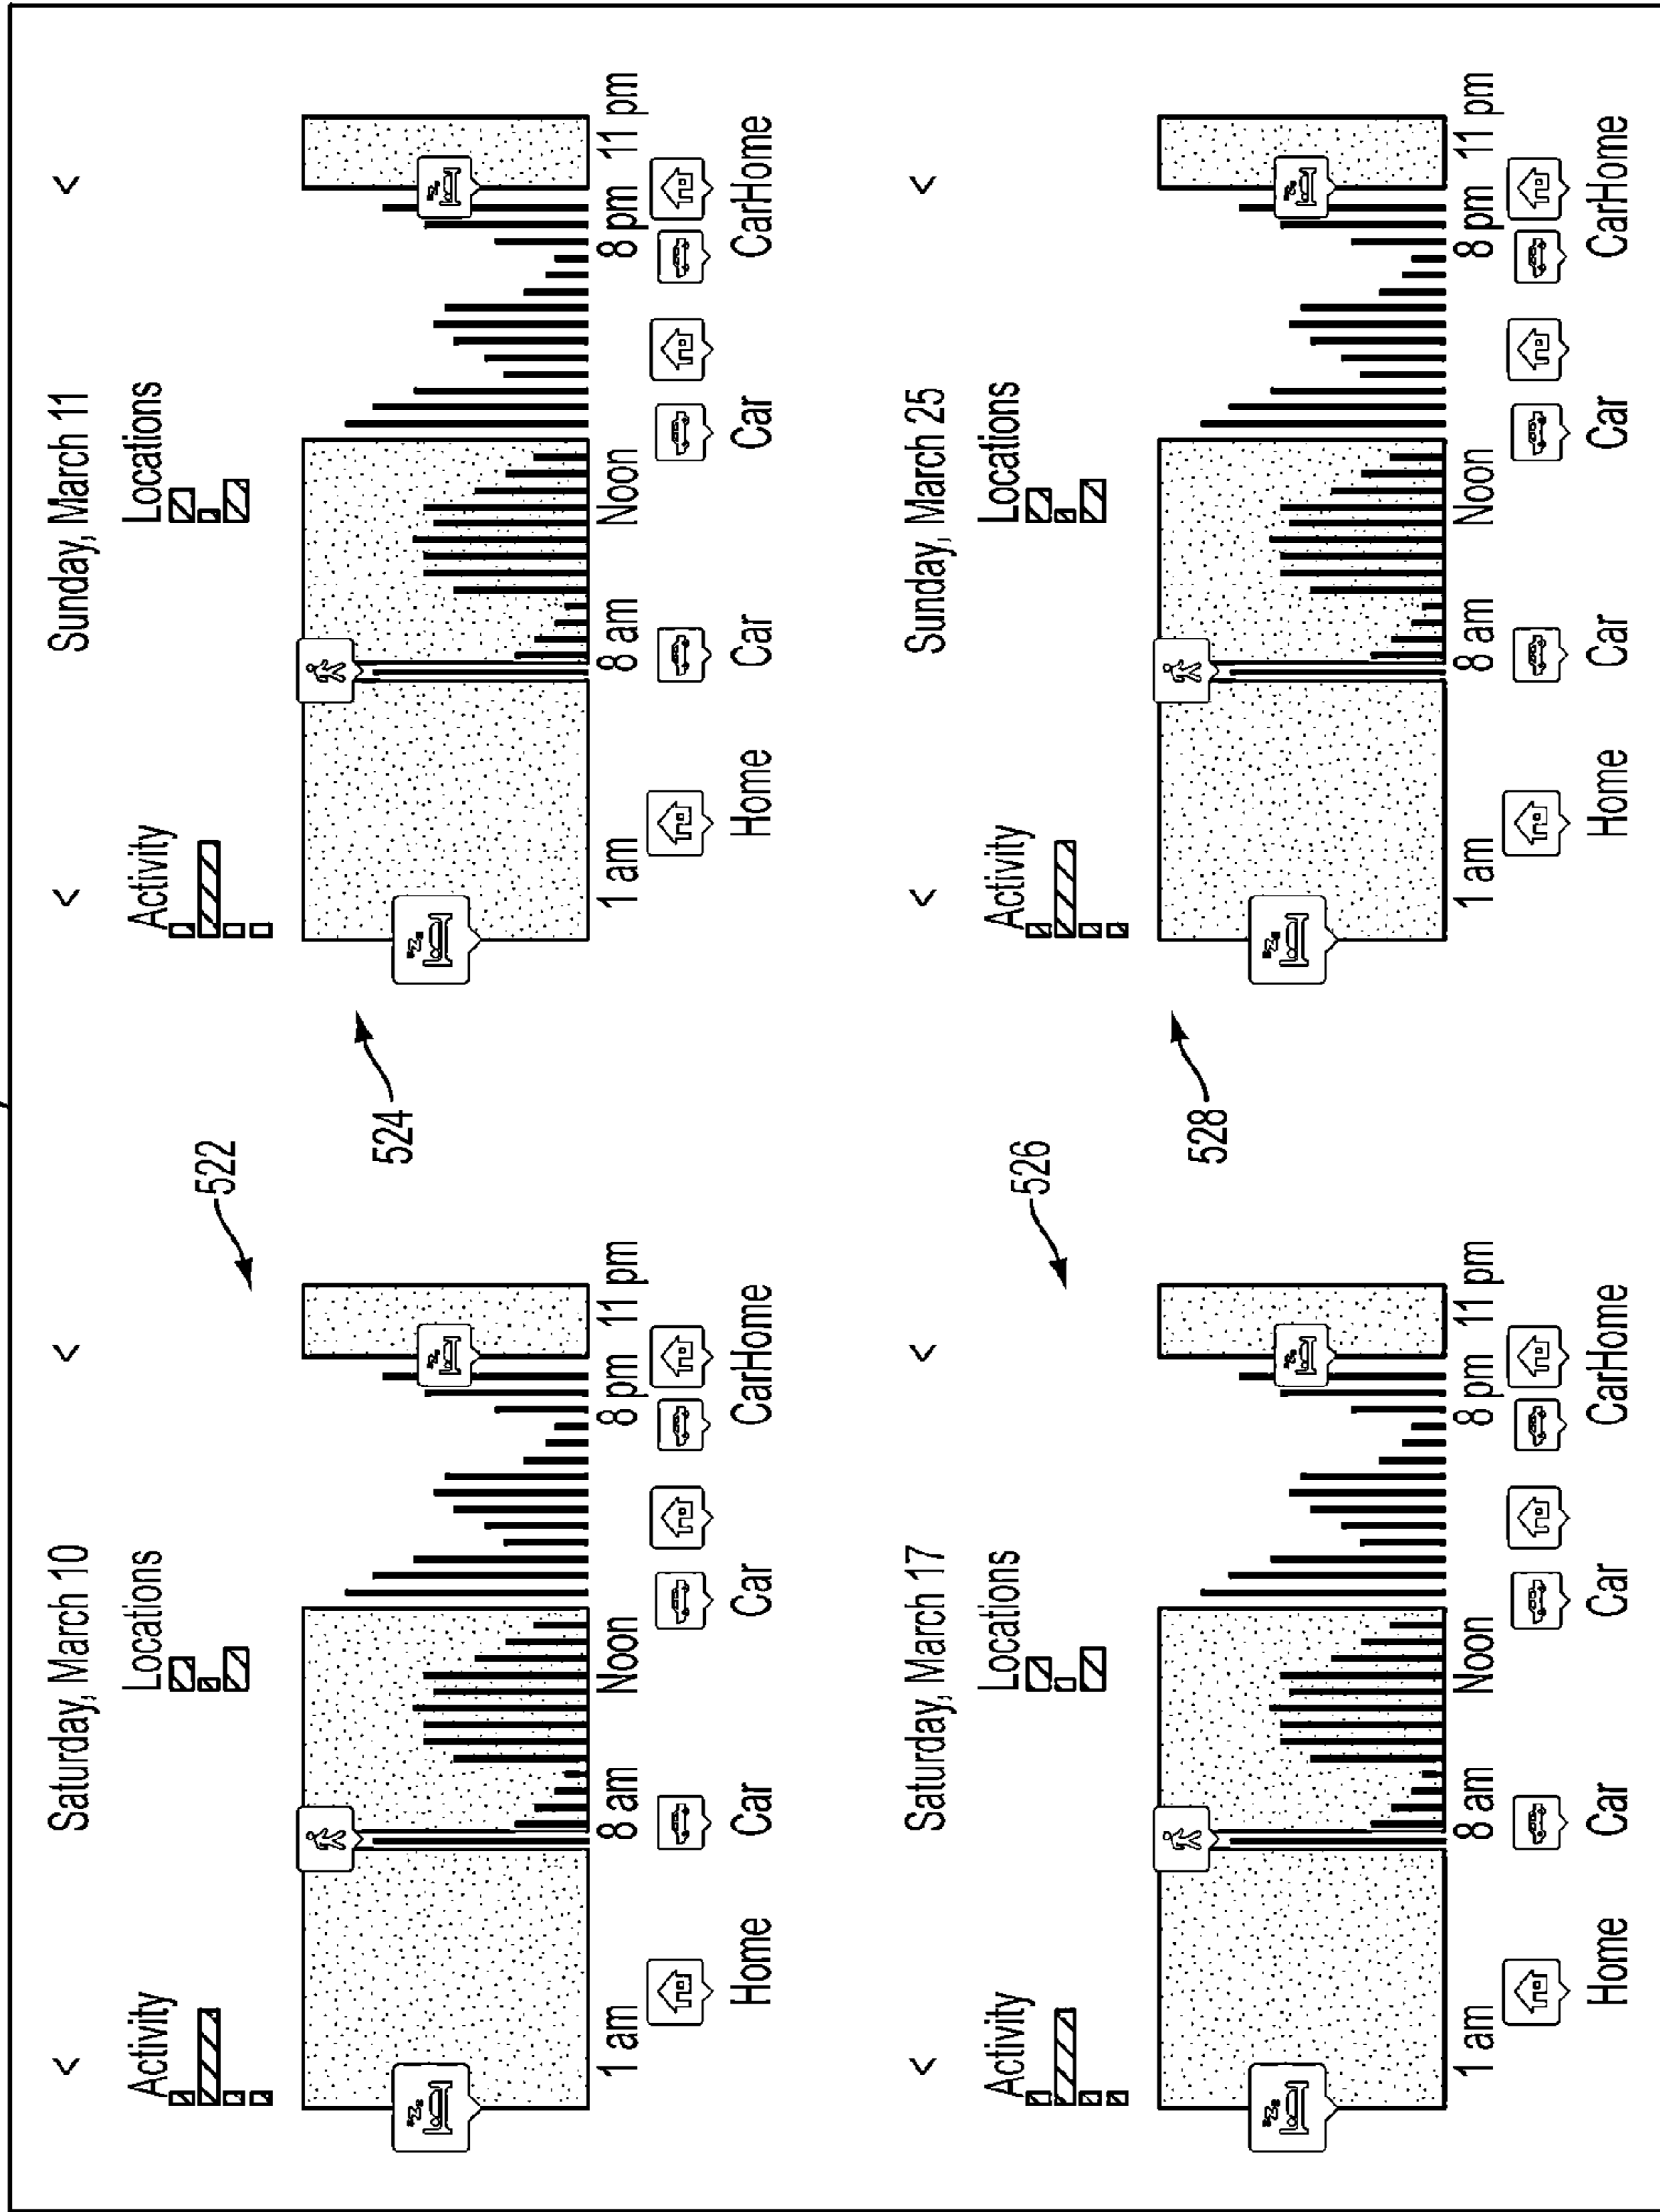 Saturday, March 10
Activity
Locations
1 am 8 am Noon 8 pm 11 pm
Home Car Car CarHome
522
Sunday, March 11
Activity
Locations
1 am 8 am Noon 8 pm 11 pm
Home Car Car CarHome
524
Saturday, March 17
Activity
Locations
1 am 8 am Noon 8 pm 11 pm
Home Car Car CarHome
526
Sunday, March 25
Activity
Locations
1 am 8 am Noon 8 pm 11 pm
Home Car Car CarHome
528